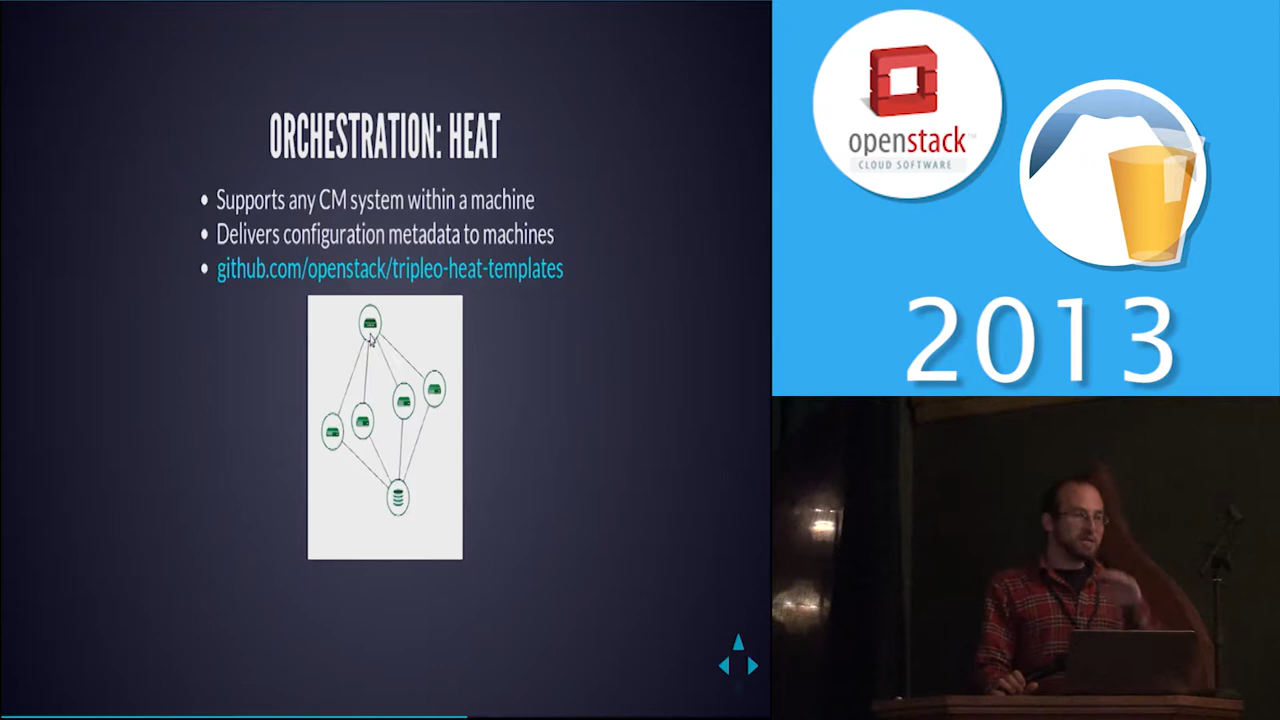 ORCHESTRATION: HEAT
Supports any CM system within a machine
Delivers configuration metadata to machines
github.com/openstack/tripleo-heat-templates
openstack™
CLOUD SOFTWARE
2013